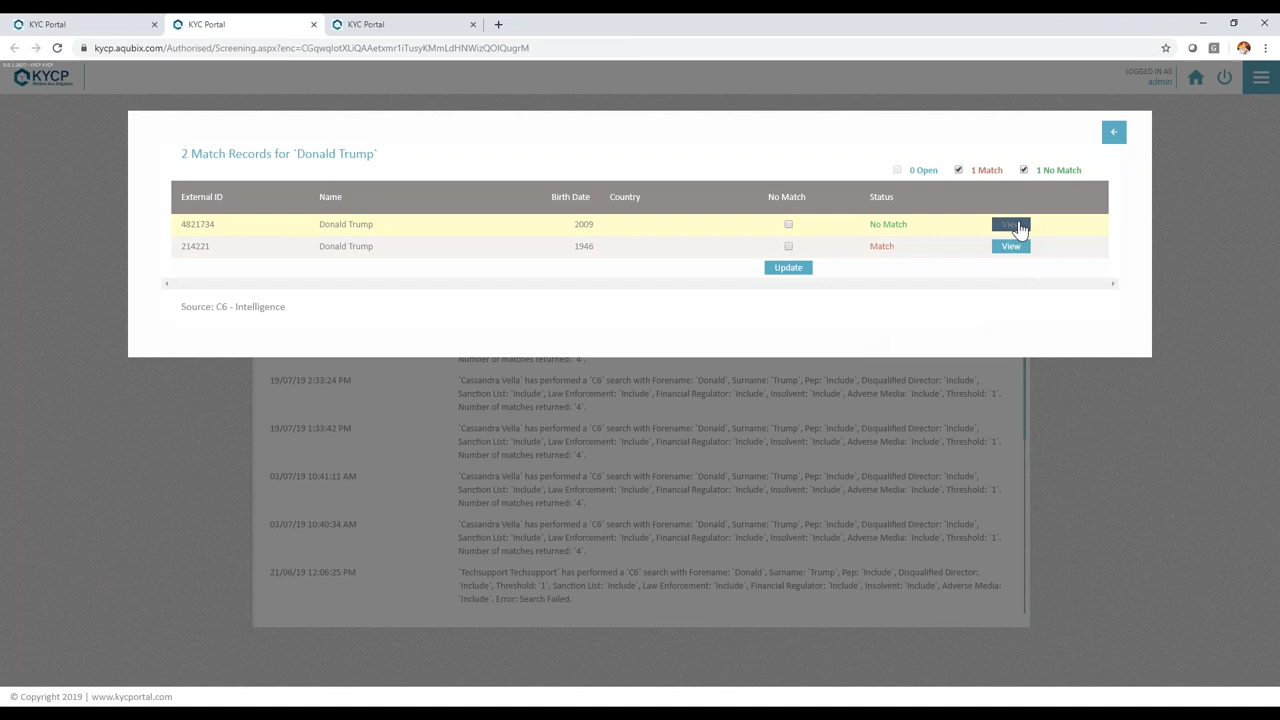 KYC Portal
KYC Portal
KYC Portal
kycp.aqubix.com/Authorised/Screening.aspx?enc=CGqwqlotXLiQAAetxmr1iTusyKMmLdHNWizQOIQugrM
KYCP
LOGGED IN AS
admin
2 Match Records for `Donald Trump`
0 Open 1 Match 1 No Match
External ID Name Birth Date Country No Match Status
4821734 Donald Trump 2009 No Match View
214221 Donald Trump 1946 Match View
Update
Source: C6 - Intelligence
Number of matches returned: `4`.
19/07/19 2:33:24 PM `Cassandra Vella` has performed a `C6` search with Forename: `Donald`, Surname: `Trump`, Pep: `Include`, Disqualified Director: `Include`,
Sanction List: `Include`, Law Enforcement: `Include`, Financial Regulator: `Include`, Insolvent: `Include`, Adverse Media: `Include`, Threshold: `1`.
Number of matches returned: `4`.
19/07/19 1:33:42 PM `Cassandra Vella` has performed a `C6` search with Forename: `Donald`, Surname: `Trump`, Pep: `Include`, Disqualified Director: `Include`,
Sanction List: `Include`, Law Enforcement: `Include`, Financial Regulator: `Include`, Insolvent: `Include`, Adverse Media: `Include`, Threshold: `1`.
Number of matches returned: `4`.
03/07/19 10:41:11 AM `Cassandra Vella` has performed a `C6` search with Forename: `Donald`, Surname: `Trump`, Pep: `Include`, Disqualified Director: `Include`,
Sanction List: `Include`, Law Enforcement: `Include`, Financial Regulator: `Include`, Insolvent: `Include`, Adverse Media: `Include`, Threshold: `1`.
Number of matches returned: `4`.
03/07/19 10:40:34 AM `Cassandra Vella` has performed a `C6` search with Forename: `Donald`, Surname: `Trump`, Pep: `Include`, Disqualified Director: `Include`,
Sanction List: `Include`, Law Enforcement: `Include`, Financial Regulator: `Include`, Insolvent: `Include`, Adverse Media: `Include`, Threshold: `1`.
Number of matches returned: `4`.
21/06/19 12:06:25 PM `Techsupport Techsupport` has performed a `C6` search with Forename: `Donald`, Surname: `Trump`, Pep: `Include`, Disqualified Director:
`Include`, Threshold: `1`, Sanction List: `Include`, Law Enforcement: `Include`, Financial Regulator: `Include`, Insolvent: `Include`, Adverse Media:
`Include`. Error: Search Failed.
© Copyright 2019 | www.kycportal.com